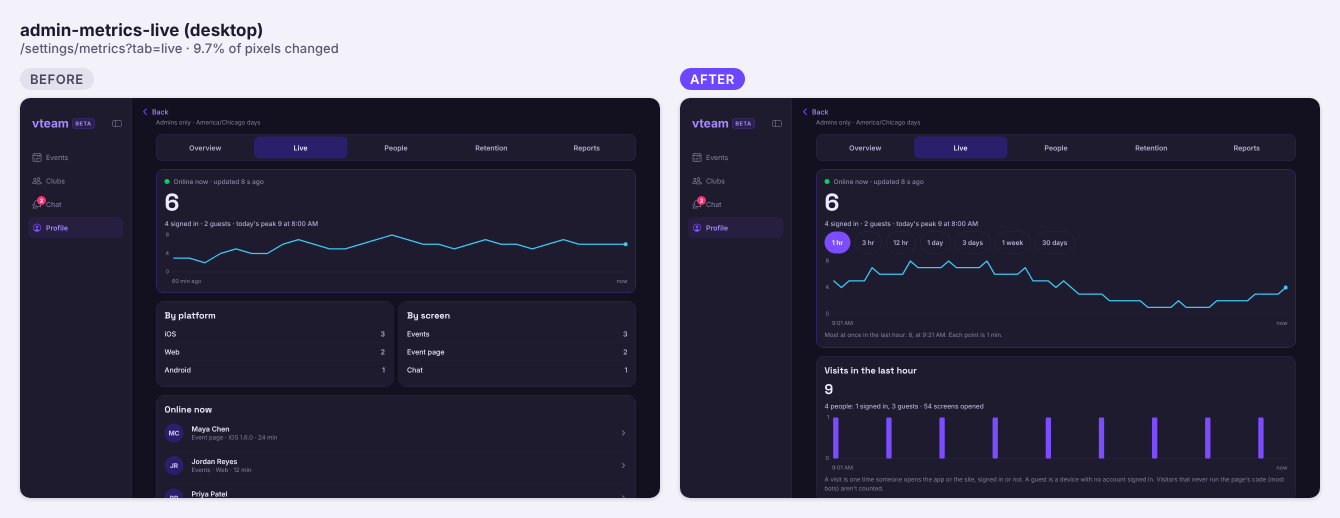 admin-metrics-live (desktop)
/settings/metrics?tab=live · 9.7% of pixels changed
BEFORE
vteam BETA
Events
Clubs
2
Chat
Profile
Back
Admins only · America/Chicago days
Overview Live People Retention Reports
Online now · updated 8 s ago
6
4 signed in · 2 guests · today's peak 9 at 8:00 AM
8
4
0
60 min ago now
By platform
iOS 3
Web 2
Android 1
By screen
Events 3
Event page 2
Chat 1
Online now
MC Maya Chen
Event page · iOS 1.6.0 · 24 min
JR Jordan Reyes
Events · Web · 12 min
Priya Patel
AFTER
vteam BETA
Events
Clubs
2
Chat
Profile
Back
Admins only · America/Chicago days
Overview Live People Retention Reports
Online now · updated 8 s ago
6
4 signed in · 2 guests · today's peak 9 at 8:00 AM
1 hr 3 hr 12 hr 1 day 3 days 1 week 30 days
8
4
0
9:01 AM now
Most at once in the last hour: 8, at 9:21 AM. Each point is 1 min.
Visits in the last hour
9
4 people: 1 signed in, 3 guests · 54 screens opened
1
0
9:01 AM now
A visit is one time someone opens the app or the site, signed in or not. A guest is a device with no account signed in. Visitors that never run the page's code (most
bots) aren't counted.